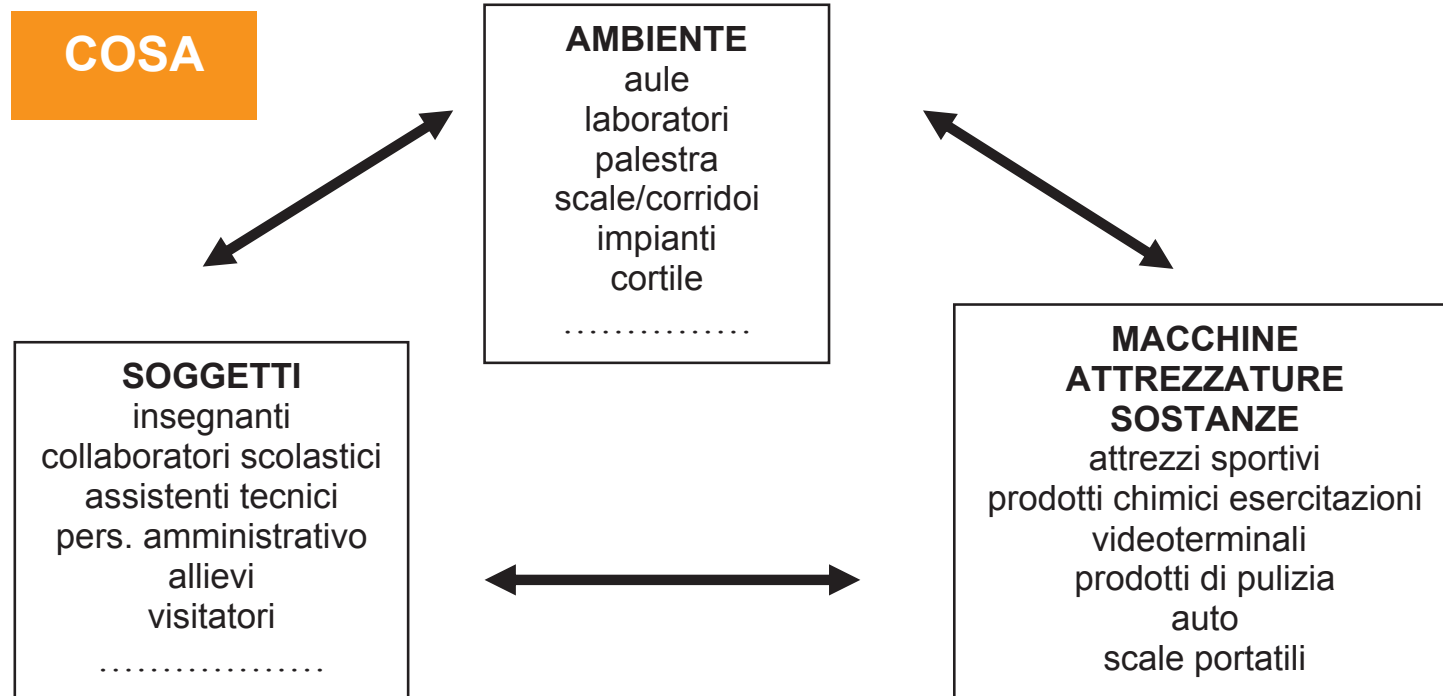 COSA
AMBIENTE
aule
laboratori
palestra
scale/corridoi
impianti
cortile
...............
SOGGETTI
insegnanti
collaboratori scolastici
assistenti tecnici
pers. amministrativo
allievi
visitatori
..................
MACCHINE
ATTREZZATURE
SOSTANZE
attrezzi sportivi
prodotti chimici esercitazioni
videoterminali
prodotti di pulizia
auto
scale portatili